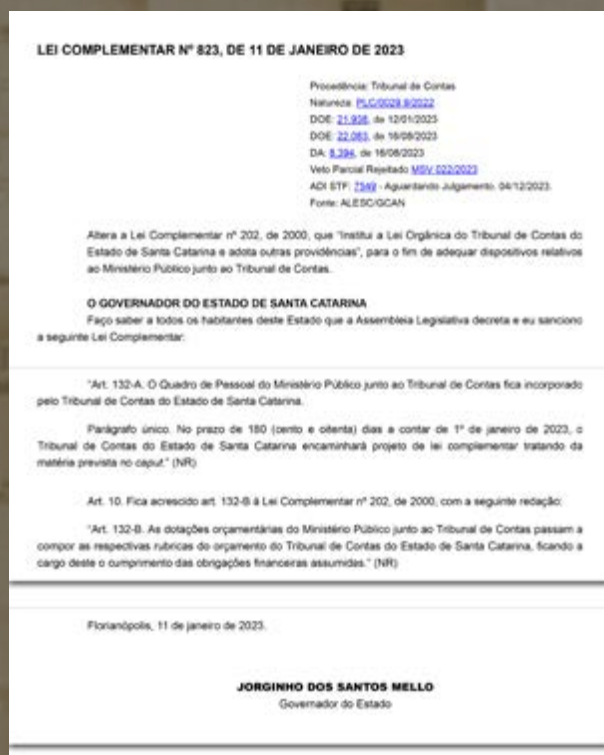 LEI COMPLEMENTAR Nº 823, DE 11 DE JANEIRO DE 2023
Procedência: Tribunal de Contas
Natureza: PLC/0029.9/2022
DOE: 21.936, de 12/01/2023
DOE: 22.083, de 16/08/2023
DA: 8.394, de 16/08/2023
Veto Parcial Rejeitado MSV 022/2023
ADI STF: 7549 - Aguardando Julgamento. 04/12/2023.
Fonte: ALESC/GCAN
Altera a Lei Complementar nº 202, de 2000, que "Institui a Lei Orgânica do Tribunal de Contas do
Estado de Santa Catarina e adota outras providências", para o fim de adequar dispositivos relativos
ao Ministério Público junto ao Tribunal de Contas.
O GOVERNADOR DO ESTADO DE SANTA CATARINA
Faço saber a todos os habitantes deste Estado que a Assembleia Legislativa decreta e eu sanciono
a seguinte Lei Complementar:
"Art. 132-A. O Quadro de Pessoal do Ministério Público junto ao Tribunal de Contas fica incorporado
pelo Tribunal de Contas do Estado de Santa Catarina.
Parágrafo único. No prazo de 180 (cento e oitenta) dias a contar de 1º de janeiro de 2023, o
Tribunal de Contas do Estado de Santa Catarina encaminhará projeto de lei complementar tratando da
matéria prevista no caput." (NR)
Art. 10. Fica acrescido art. 132-B à Lei Complementar nº 202, de 2000, com a seguinte redação:
"Art. 132-B. As dotações orçamentárias do Ministério Público junto ao Tribunal de Contas passam a
compor as respectivas rubricas do orçamento do Tribunal de Contas do Estado de Santa Catarina, ficando a
cargo deste o cumprimento das obrigações financeiras assumidas." (NR)
Florianópolis, 11 de janeiro de 2023.
JORGINHO DOS SANTOS MELLO
Governador do Estado